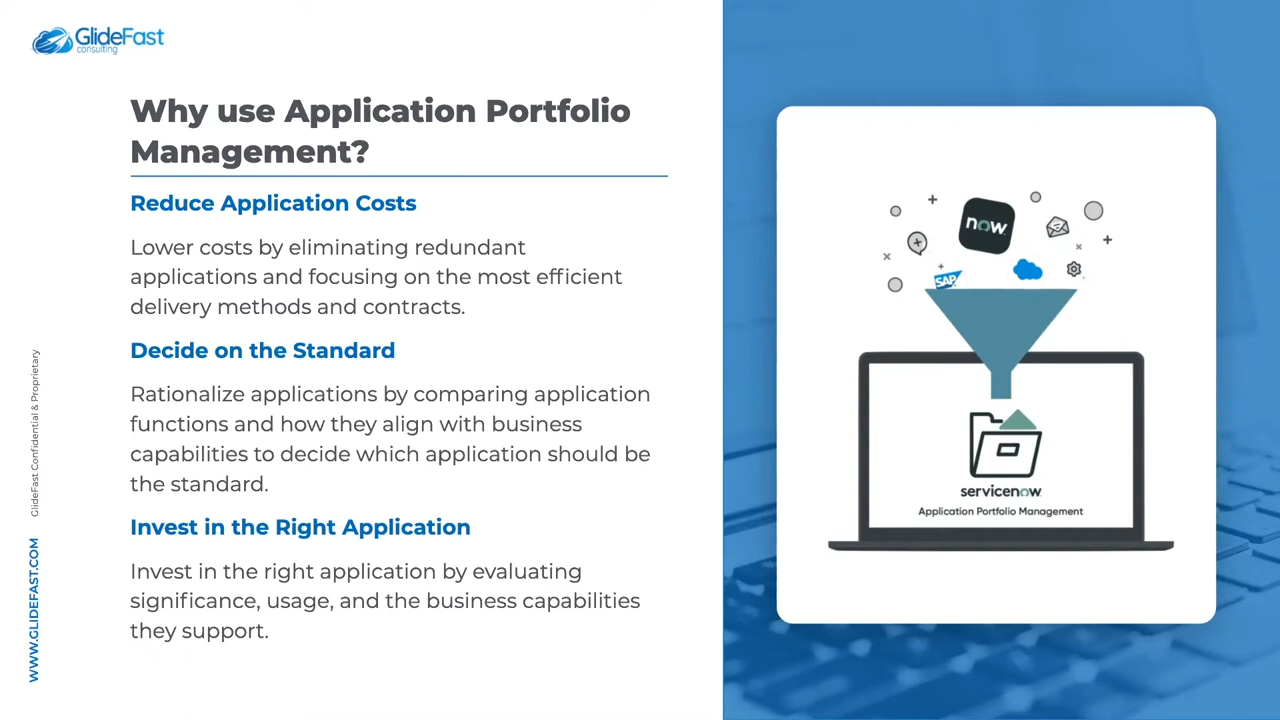 GlideFast
consulting
Why use Application Portfolio
Management?
Reduce Application Costs
Lower costs by eliminating redundant
applications and focusing on the most efficient
delivery methods and contracts.
Decide on the Standard
Rationalize applications by comparing application
functions and how they align with business
capabilities to decide which application should be
the standard.
Invest in the Right Application
Invest in the right application by evaluating
significance, usage, and the business capabilities
they support.
WWW.GLIDEFAST.COM
GlideFast Confidential & Proprietary
now
SAP
servicenow
Application Portfolio Management